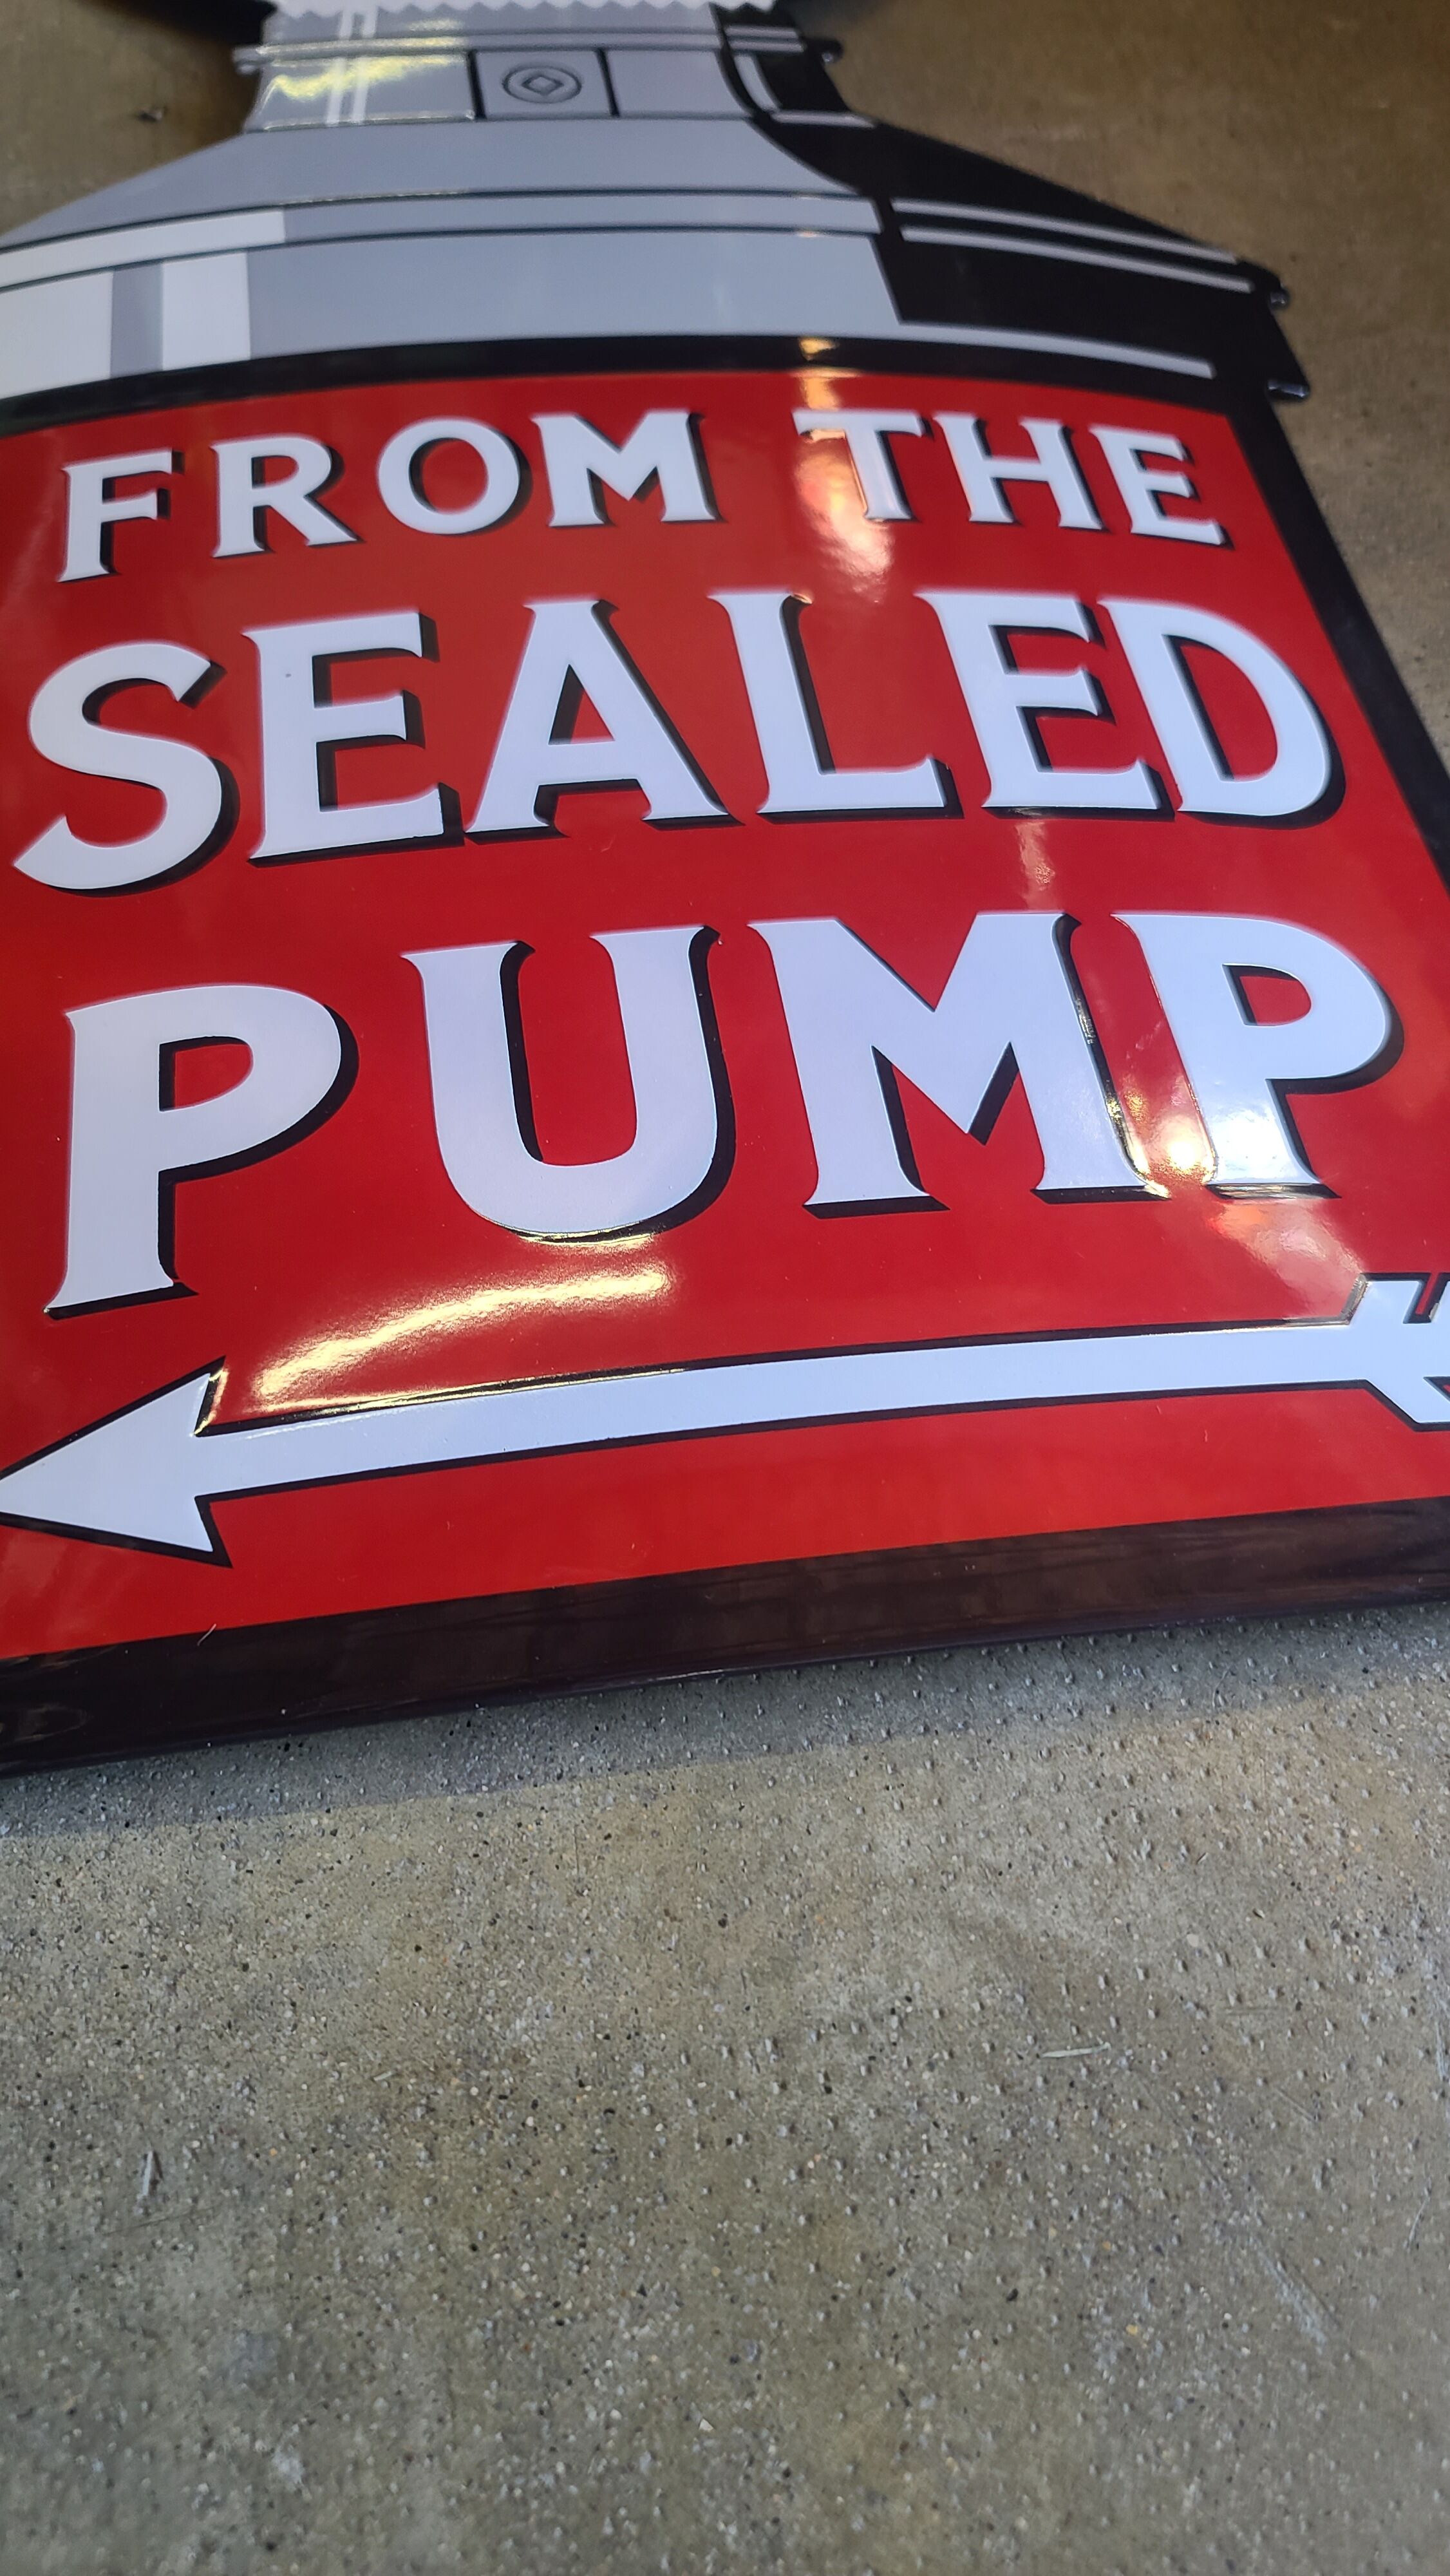 FROM THE
SEALED
PUMP